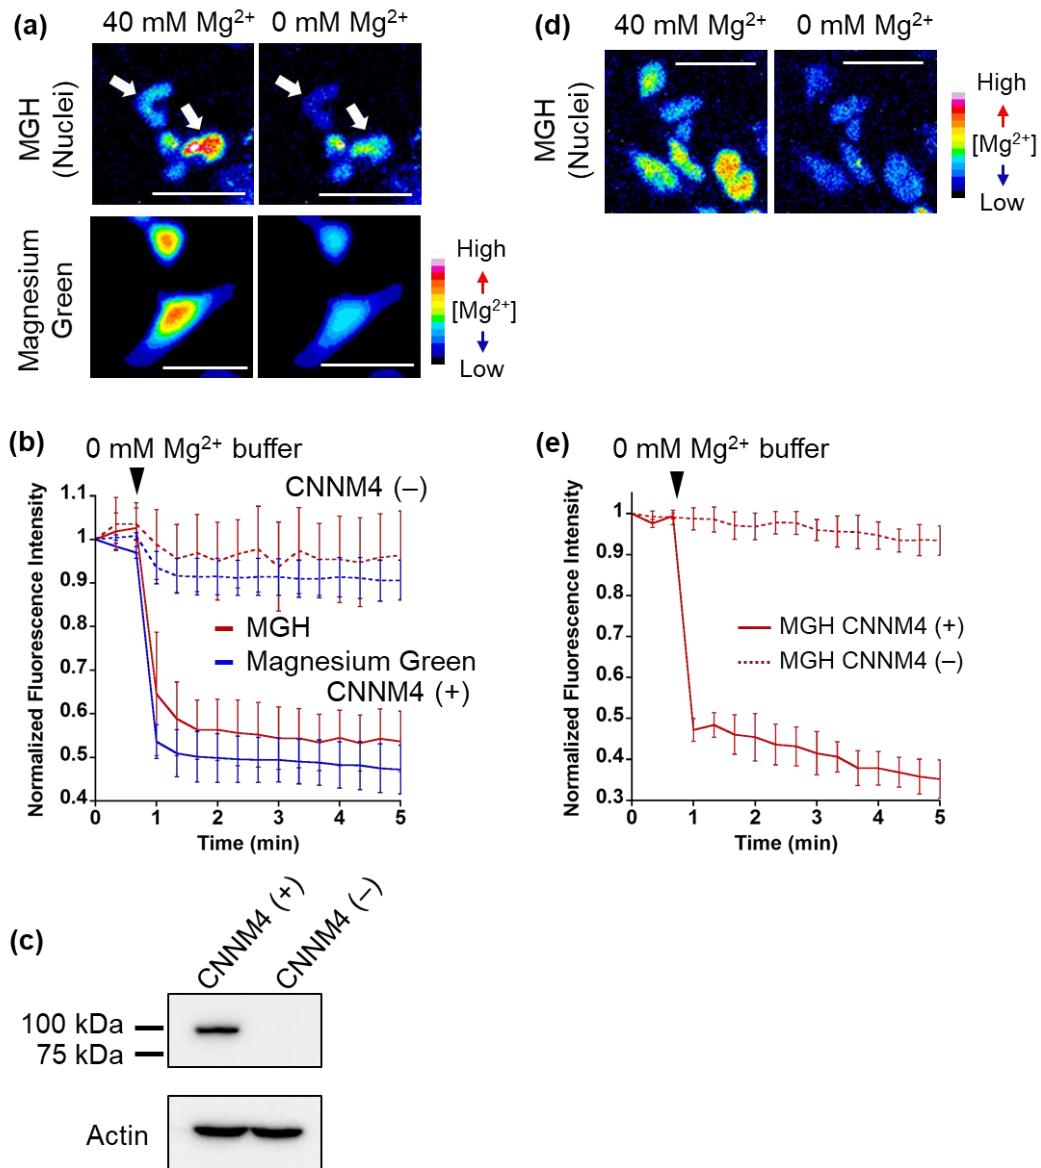 (a)
40 mM Mg²⁺ 0 mM Mg²⁺
MGH
(Nuclei)
Magnesium
Green
High
[Mg²⁺]
Low
(d)
40 mM Mg²⁺ 0 mM Mg²⁺
MGH
(Nuclei)
High
[Mg²⁺]
Low
(b)
0 mM Mg²⁺ buffer
CNNM4 (–)
MGH
Magnesium Green
CNNM4 (+)
Normalized Fluorescence Intensity
1.1
1
0.9
0.8
0.7
0.6
0.5
0.4
0 1 2 3 4 5
Time (min)
(e)
0 mM Mg²⁺ buffer
MGH CNNM4 (+)
MGH CNNM4 (–)
Normalized Fluorescence Intensity
1
0.9
0.8
0.7
0.6
0.5
0.4
0.3
0 1 2 3 4 5
Time (min)
(c)
CNNM4 (+)
CNNM4 (–)
100 kDa
75 kDa
Actin